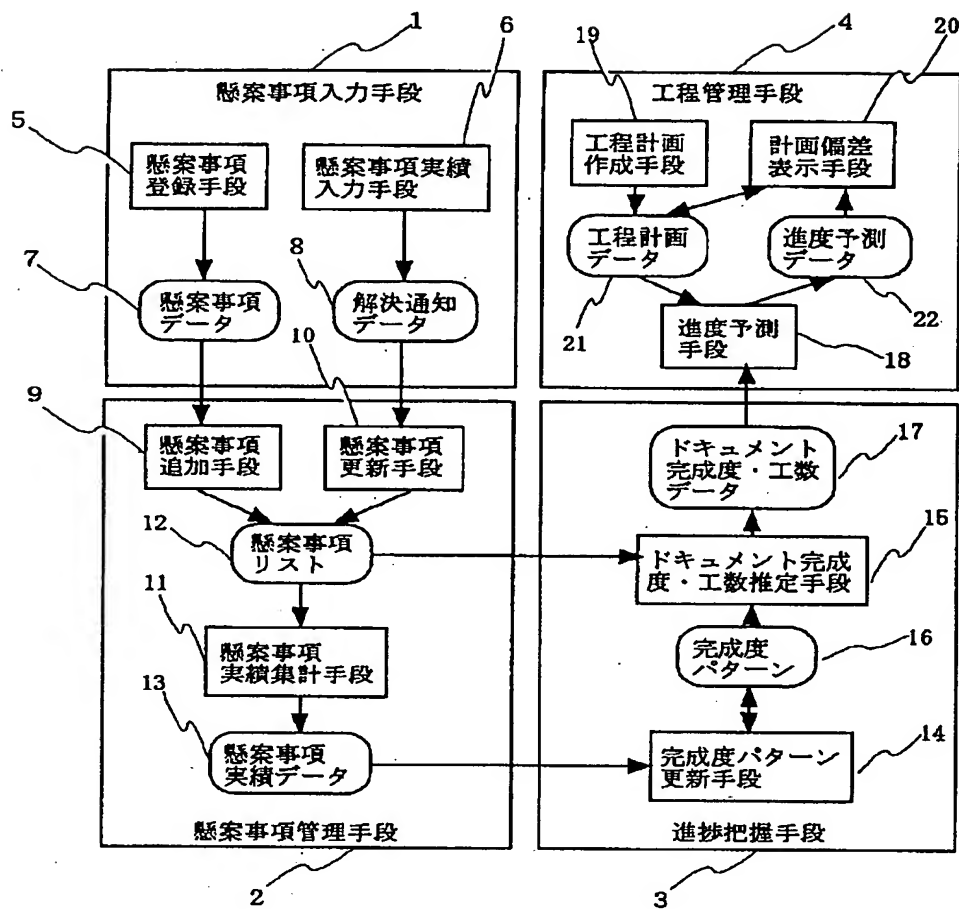 1
6
懸案事項入力手段
5
懸案事項
登録手段
懸案事項実績
入力手段
7
懸案事項
データ
8
解決通知
データ
19
4
20
工程管理手段
工程計画
作成手段
計画偏差
表示手段
工程計画
データ
進度予測
データ
21
22
進度予測
手段
18
9
懸案事項
追加手段
10
懸案事項
更新手段
12
懸案事項
リスト
11
懸案事項
実績集計手段
13
懸案事項
実績データ
懸案事項管理手段
2
ドキュメント
完成度・工数
データ
17
ドキュメント完成
度・工数推定手段
15
完成度
パターン
16
完成度パターン
更新手段
14
進捗把握手段
3